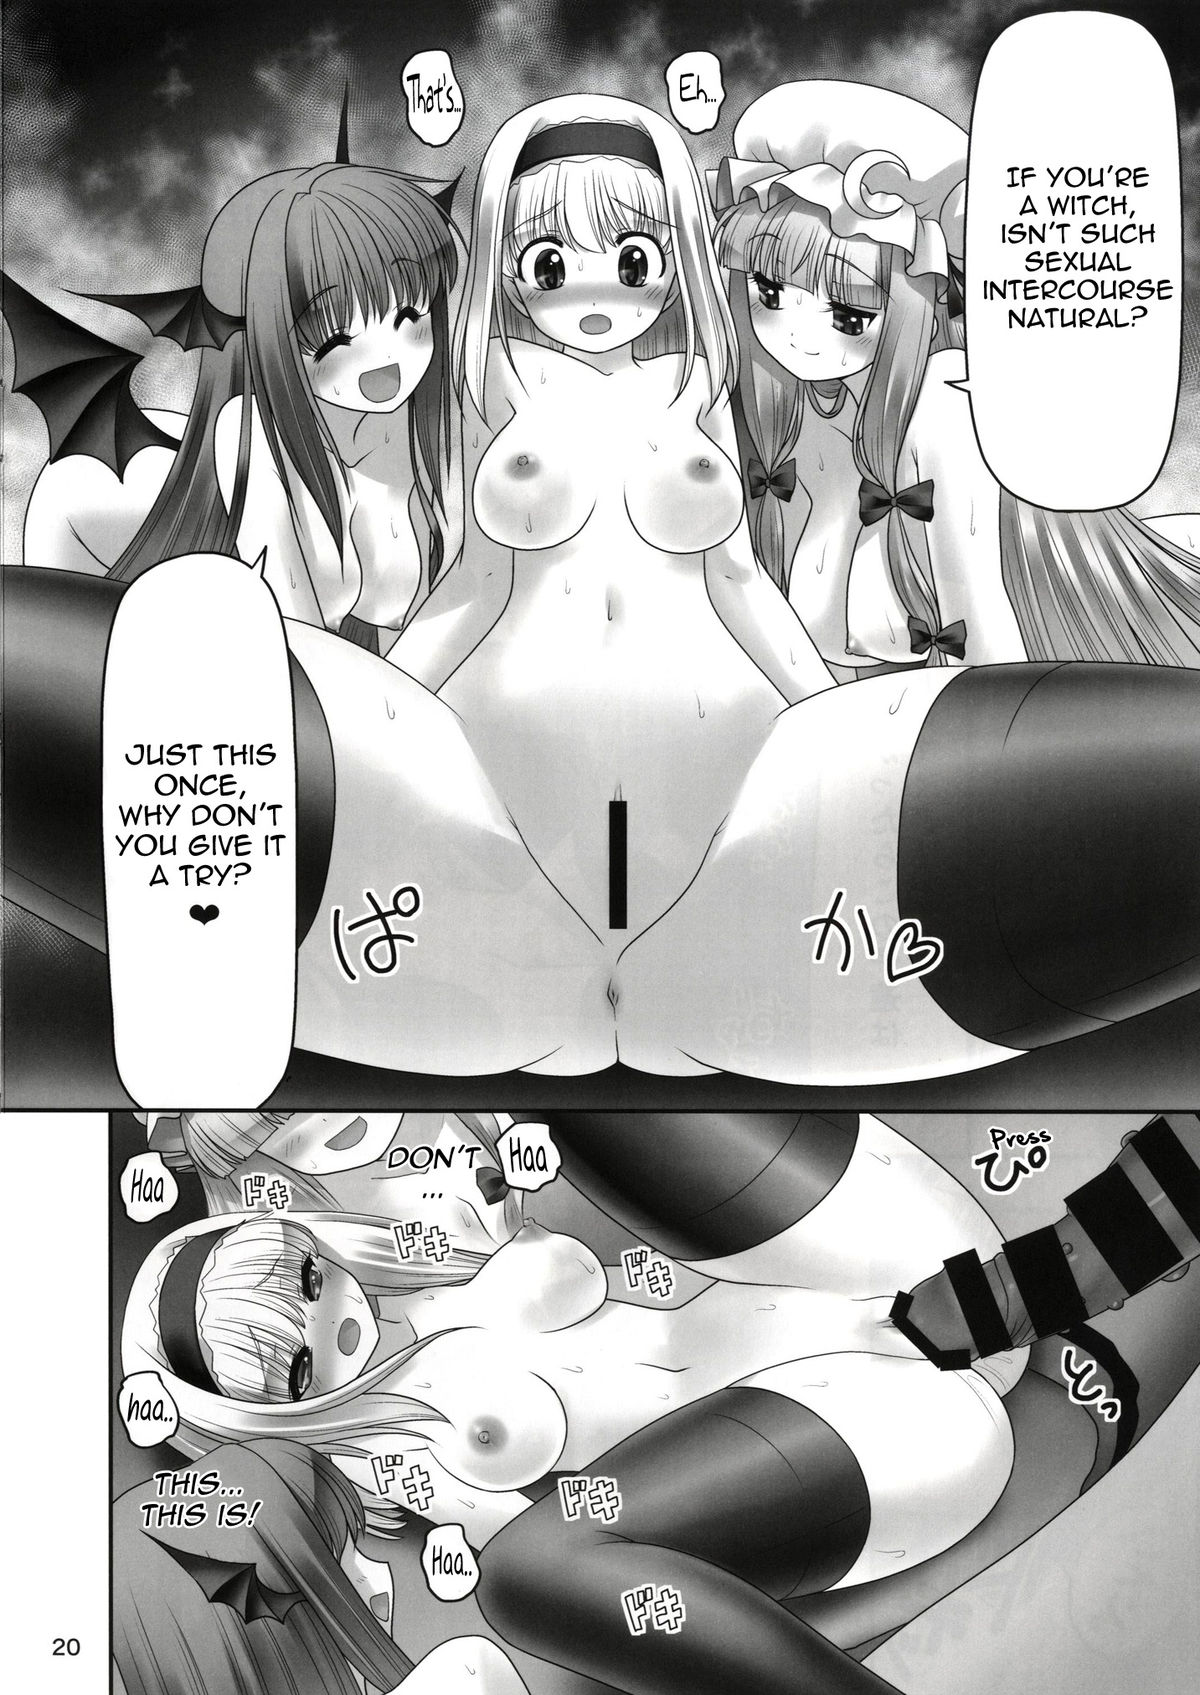 IF YOU'RE
A WITCH,
ISN'T SUCH
SEXUAL
INTERCOURSE
NATURAL?
Eh...
That's...
JUST THIS
ONCE,
WHY DON'T
YOU GIVE IT
A TRY?
❤
ぱ
か♡
Press
ぴ
とっ
Haa
DON'T
...
Haa
ドキ
ドキ
ドキ
haa..
THIS...
THIS IS!
Haa..
ドキ
ドキ
ドキ
ドキ
20